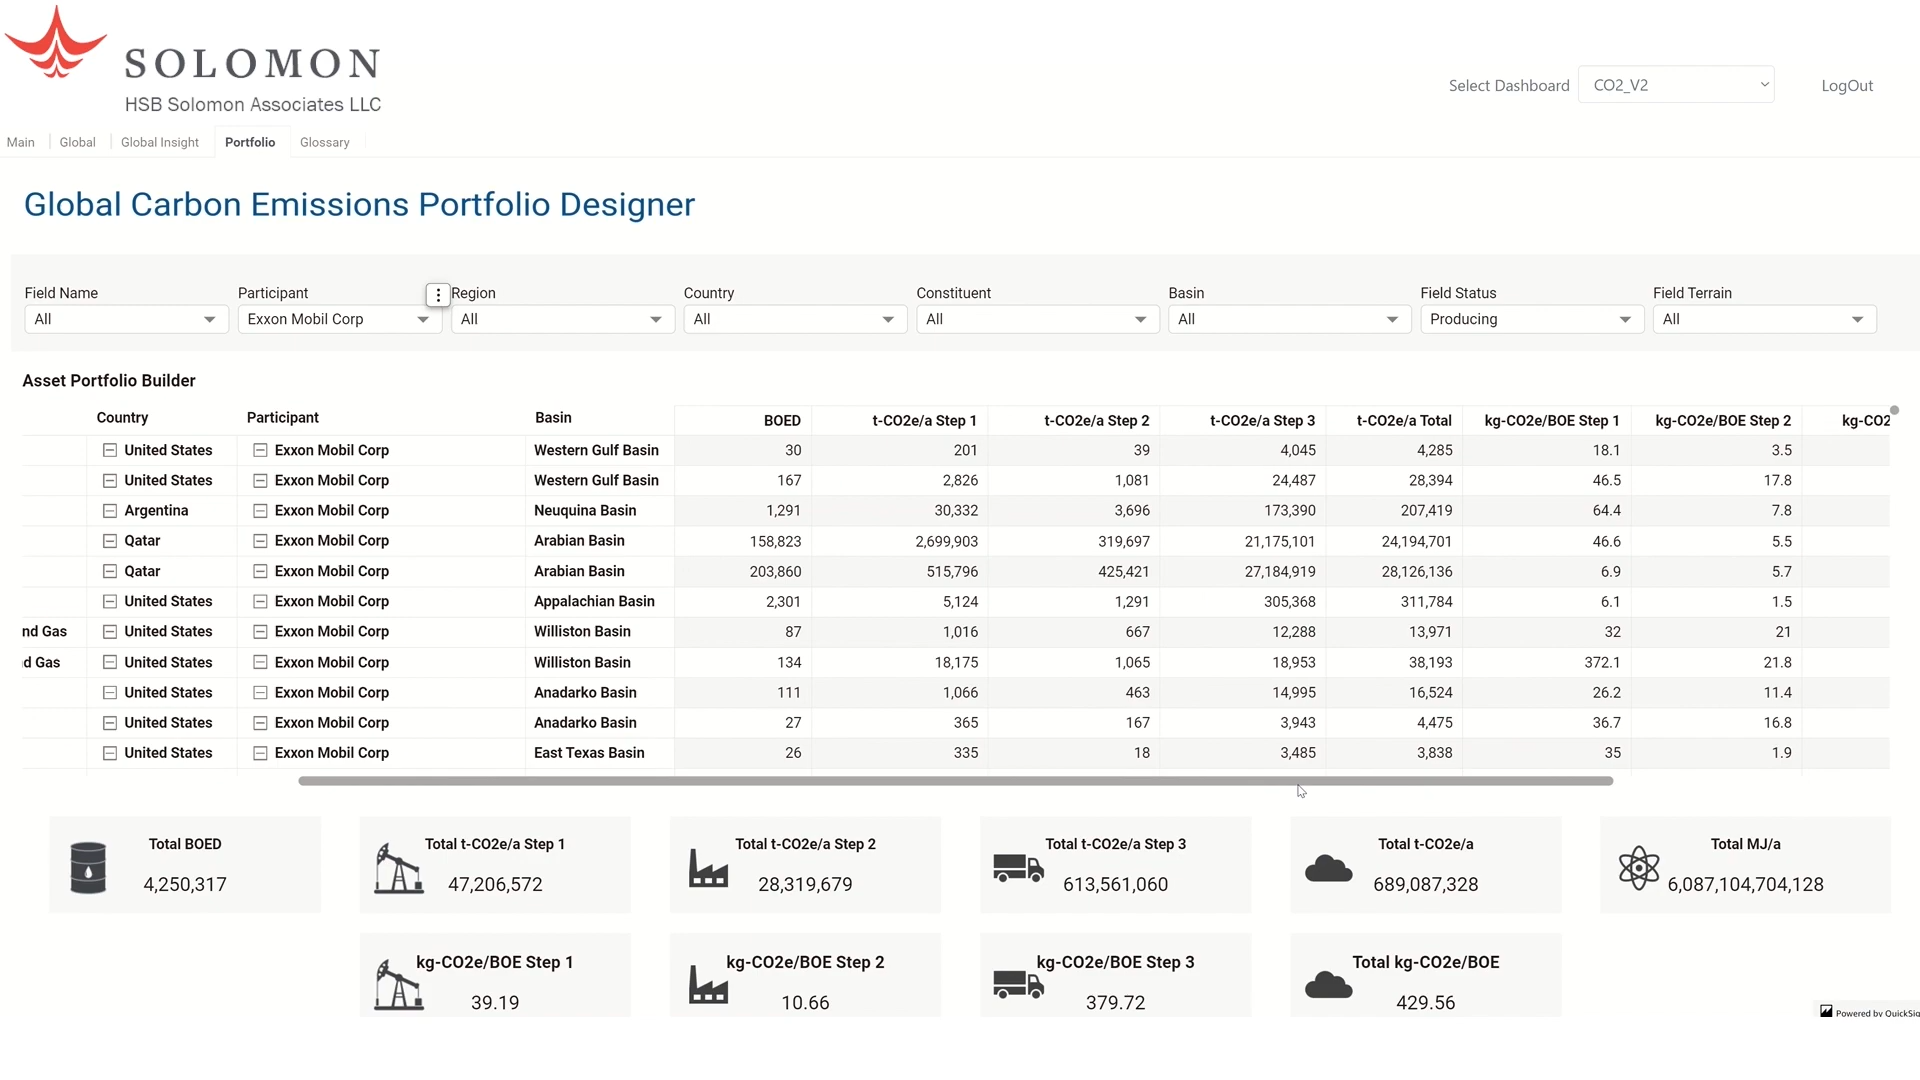 SOLOMON
HSB Solomon Associates LLC
Select Dashboard CO2_V2 LogOut
Main Global Global Insight Portfolio Glossary
Global Carbon Emissions Portfolio Designer
Field Name Participant Region Country Constituent Basin Field Status Field Terrain
All Exxon Mobil Corp All All All All Producing All
Asset Portfolio Builder
Country Participant Basin BOED t-CO2e/a Step 1 t-CO2e/a Step 2 t-CO2e/a Step 3 t-CO2e/a Total kg-CO2e/BOE Step 1 kg-CO2e/BOE Step 2 kg-CO2
United States Exxon Mobil Corp Western Gulf Basin 30 201 39 4,045 4,285 18.1 3.5
United States Exxon Mobil Corp Western Gulf Basin 167 2,826 1,081 24,487 28,394 46.5 17.8
Argentina Exxon Mobil Corp Neuquina Basin 1,291 30,332 3,696 173,390 207,419 64.4 7.8
Qatar Exxon Mobil Corp Arabian Basin 158,823 2,699,903 319,697 21,175,101 24,194,701 46.6 5.5
Qatar Exxon Mobil Corp Arabian Basin 203,860 515,796 425,421 27,184,919 28,126,136 6.9 5.7
United States Exxon Mobil Corp Appalachian Basin 2,301 5,124 1,291 305,368 311,784 6.1 1.5
nd Gas United States Exxon Mobil Corp Williston Basin 87 1,016 667 12,288 13,971 32 21
d Gas United States Exxon Mobil Corp Williston Basin 134 18,175 1,065 18,953 38,193 372.1 21.8
United States Exxon Mobil Corp Anadarko Basin 111 1,066 463 14,995 16,524 26.2 11.4
United States Exxon Mobil Corp Anadarko Basin 27 365 167 3,943 4,475 36.7 16.8
United States Exxon Mobil Corp East Texas Basin 26 335 18 3,485 3,838 35 1.9
Total BOED Total t-CO2e/a Step 1 Total t-CO2e/a Step 2 Total t-CO2e/a Step 3 Total t-CO2e/a Total MJ/a
4,250,317 47,206,572 28,319,679 613,561,060 689,087,328 6,087,104,704,128
kg-CO2e/BOE Step 1 kg-CO2e/BOE Step 2 kg-CO2e/BOE Step 3 Total kg-CO2e/BOE
39.19 10.66 379.72 429.56
Powered by QuickSig